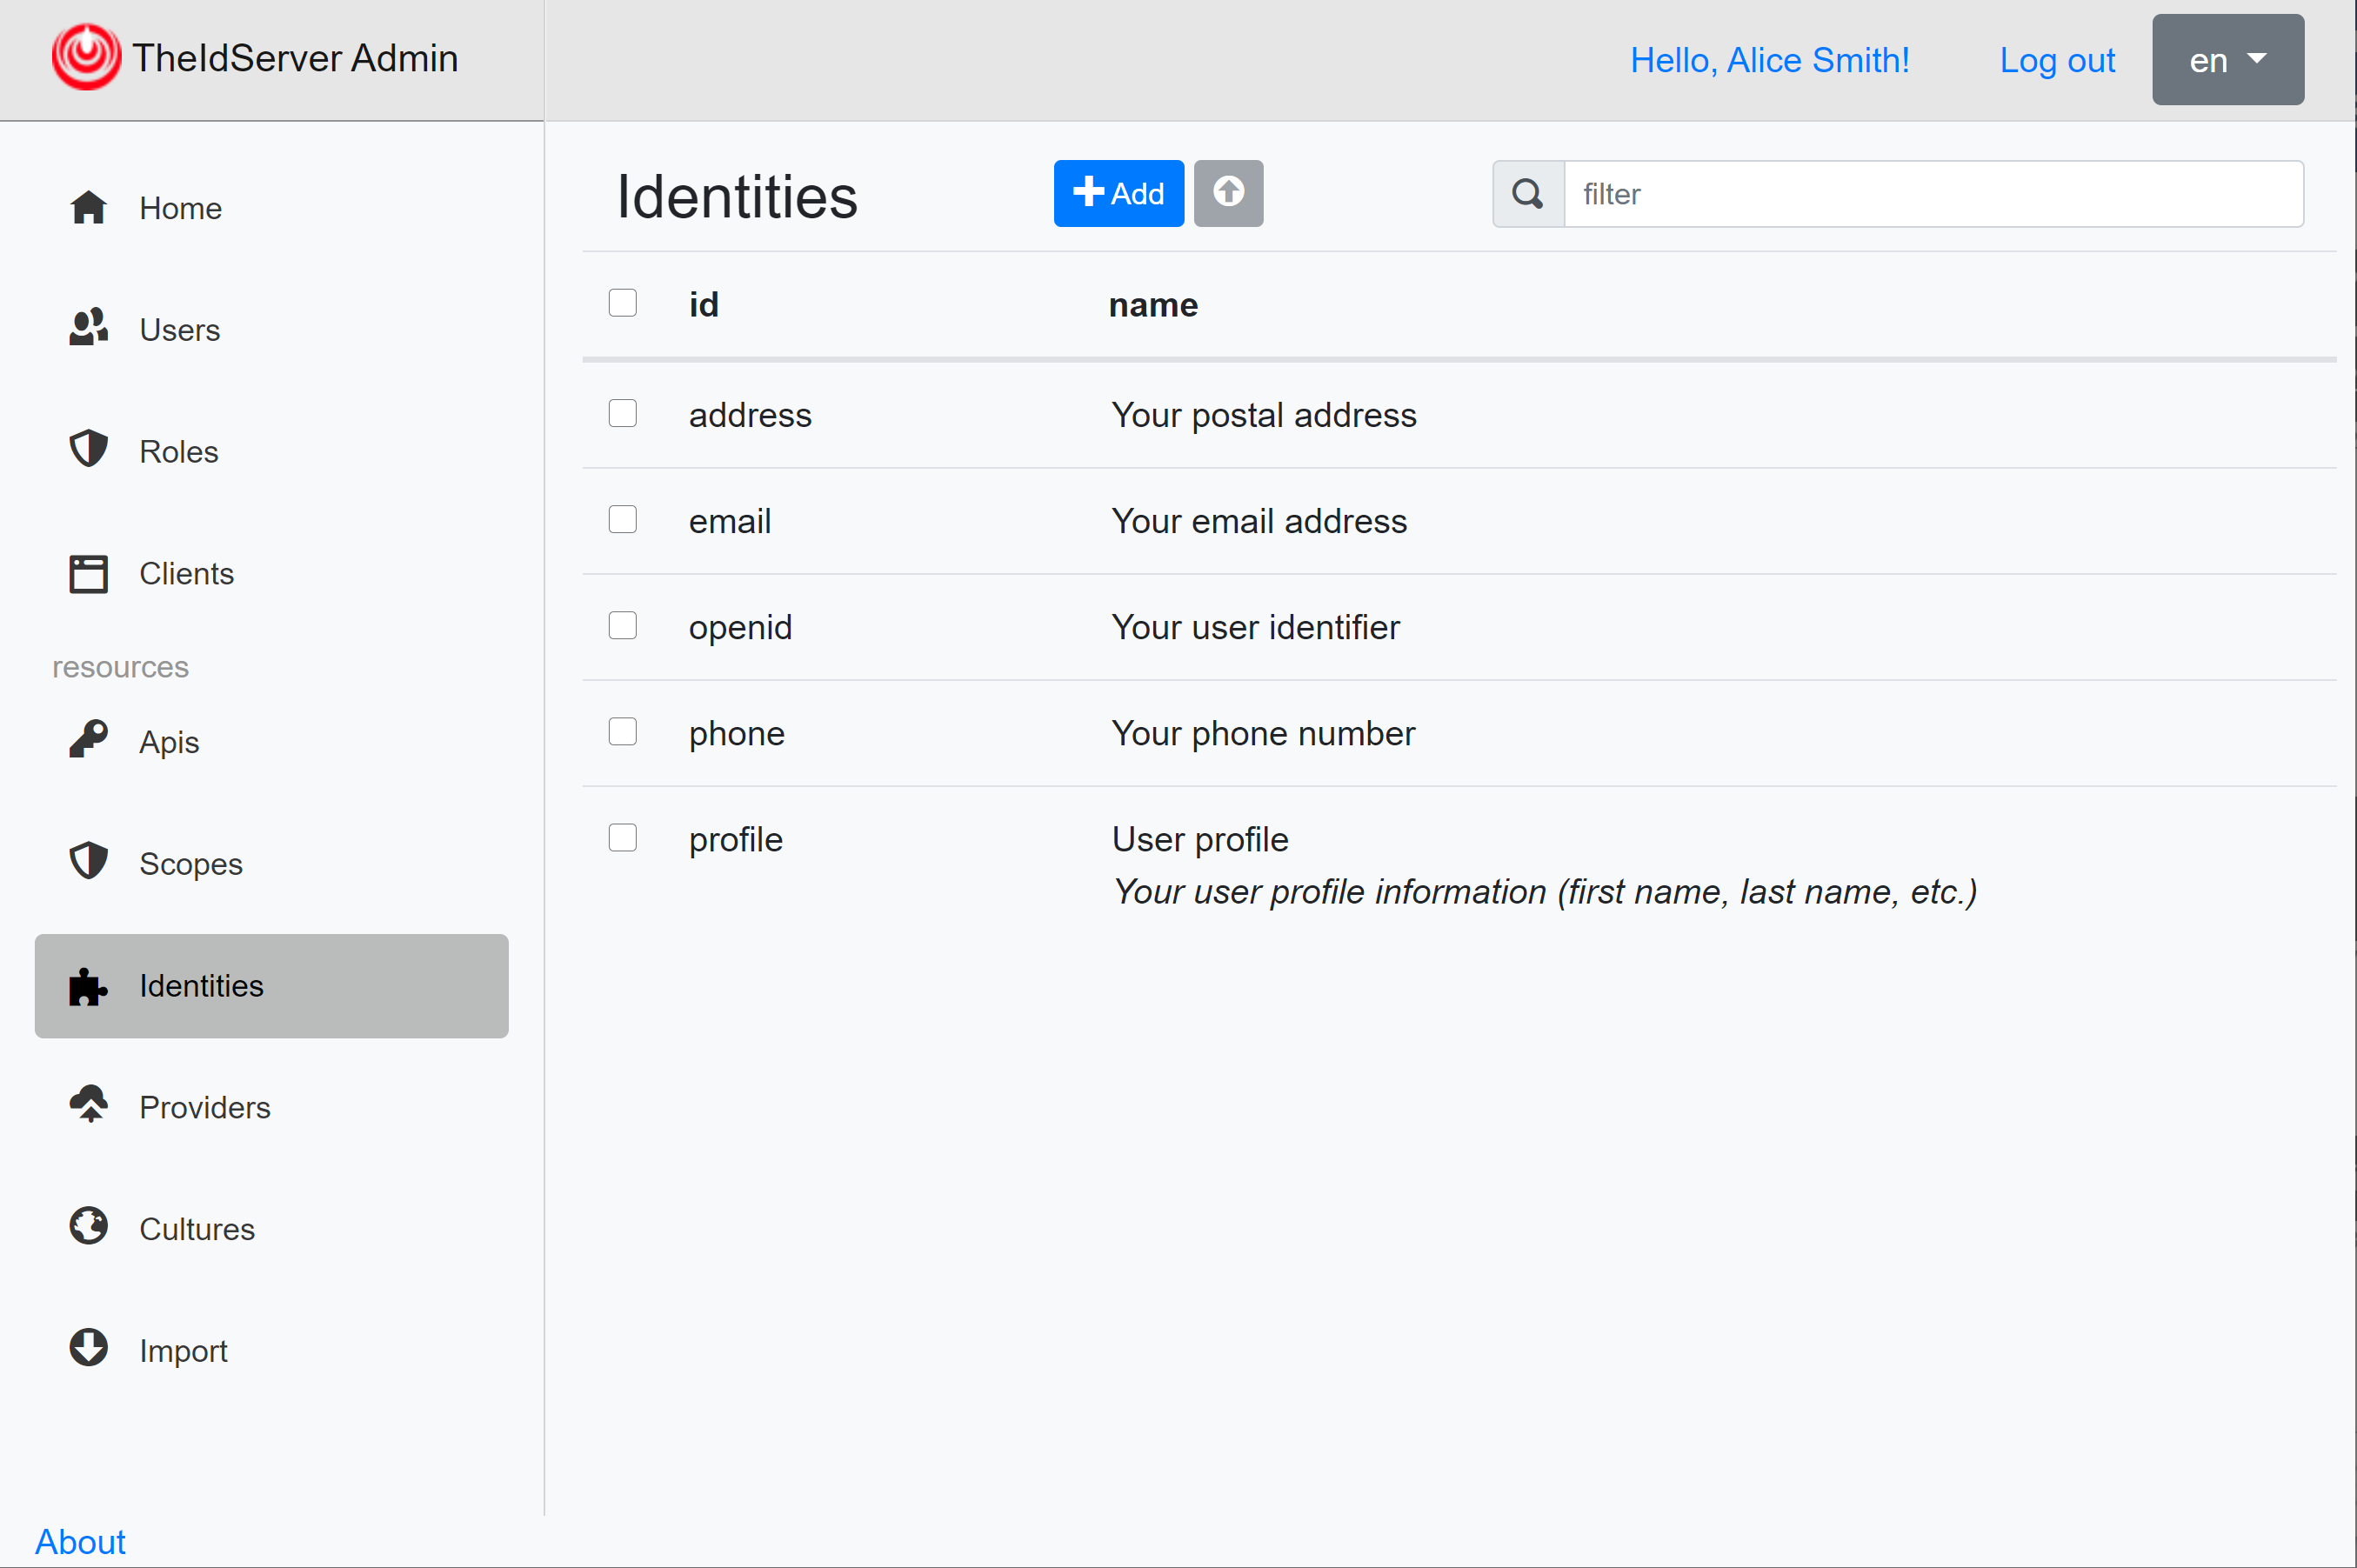 TheIdServer Admin
Hello, Alice Smith!
Log out
en
Home
Users
Roles
Clients
resources
Apis
Scopes
Identities
Providers
Cultures
Import
About
Identities
Add
filter
id name
address Your postal address
email Your email address
openid Your user identifier
phone Your phone number
profile User profile
Your user profile information (first name, last name, etc.)